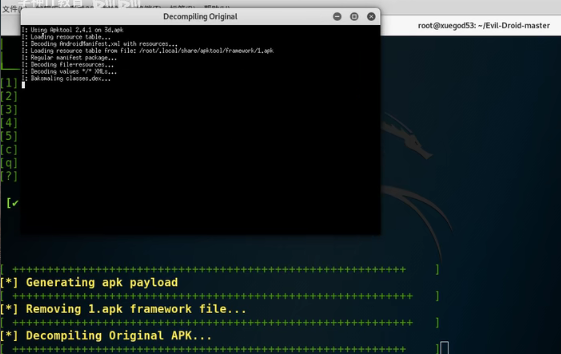 Decompiling Original
root@xuegod53: ~/Evil-Droid-master
I: Using Apktool 2.4.1 on 3d.apk
I: Loading resource table...
I: Decoding AndroidManifest.xml with resources...
I: Loading resource table from file: /root/.local/share/apktool/framework/1.apk
I: Regular manifest package...
I: Decoding file-resources...
I: Decoding values */* XMLs...
I: Baksmaling classes.dex...
[1]
[2]
[3]
[4]
[5]
[c]
[q]
[?]
[✔
[ ++++++++++++++++++++++++++++++++++++++++++++++++++++++++ ]
[*] Generating apk payload
[ +++++++++++++++++++++++++++++++++++++++++++++++++++++++++ ]
[*] Removing 1.apk framework file...
[ +++++++++++++++++++++++++++++++++++++++++++++++++++++++++ ]
[*] Decompiling Original APK...
[ ++++++++++++++++++++++++++++++++++++++++++++++++++++++++ ]